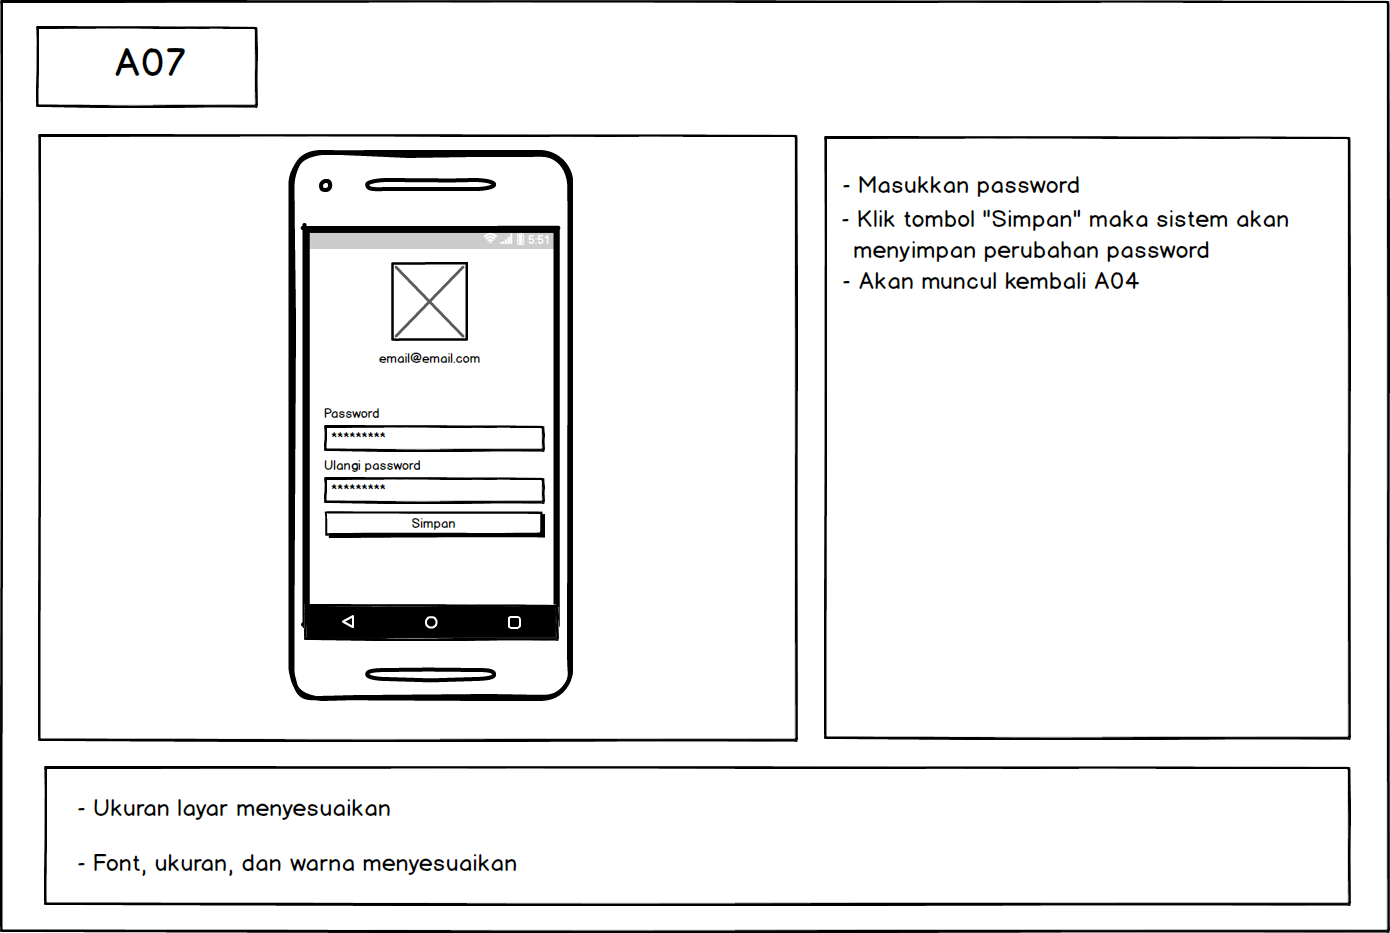 A07
5:51
email@email.com
Password
*********
Ulangi password
*********
Simpan
- Masukkan password
- Klik tombol "Simpan" maka sistem akan
menyimpan perubahan password
- Akan muncul kembali A04
- Ukuran layar menyesuaikan
- Font, ukuran, dan warna menyesuaikan